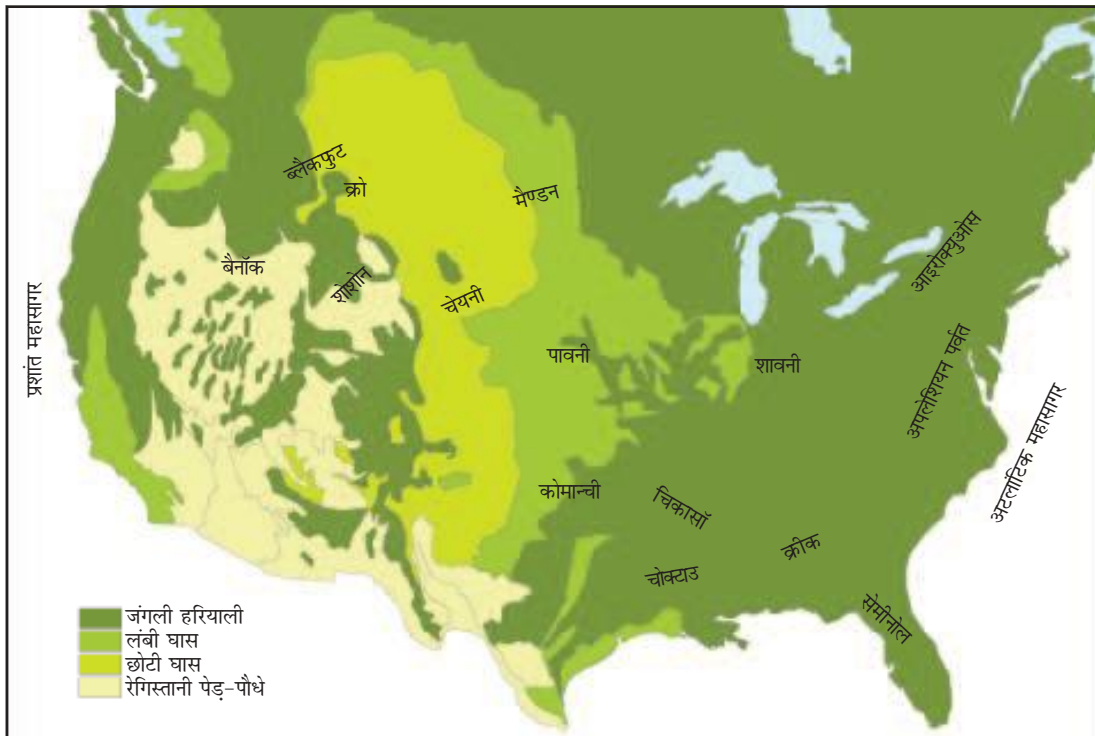 ब्लैकफुट
क्रो
मैण्डन
आइरोक्युओस
बैनॉक
शोशोन
चेयनी
प्रशांत महासागर
पावनी
शावनी
अपलेशियन पर्वत
अटलांटिक महासागर
कोमान्ची
चिकासॉ
क्रीक
चोक्टाउ
सेमीनोल
जंगली हरियाली
लंबी घास
छोटी घास
रेगिस्तानी पेड़-पौधे